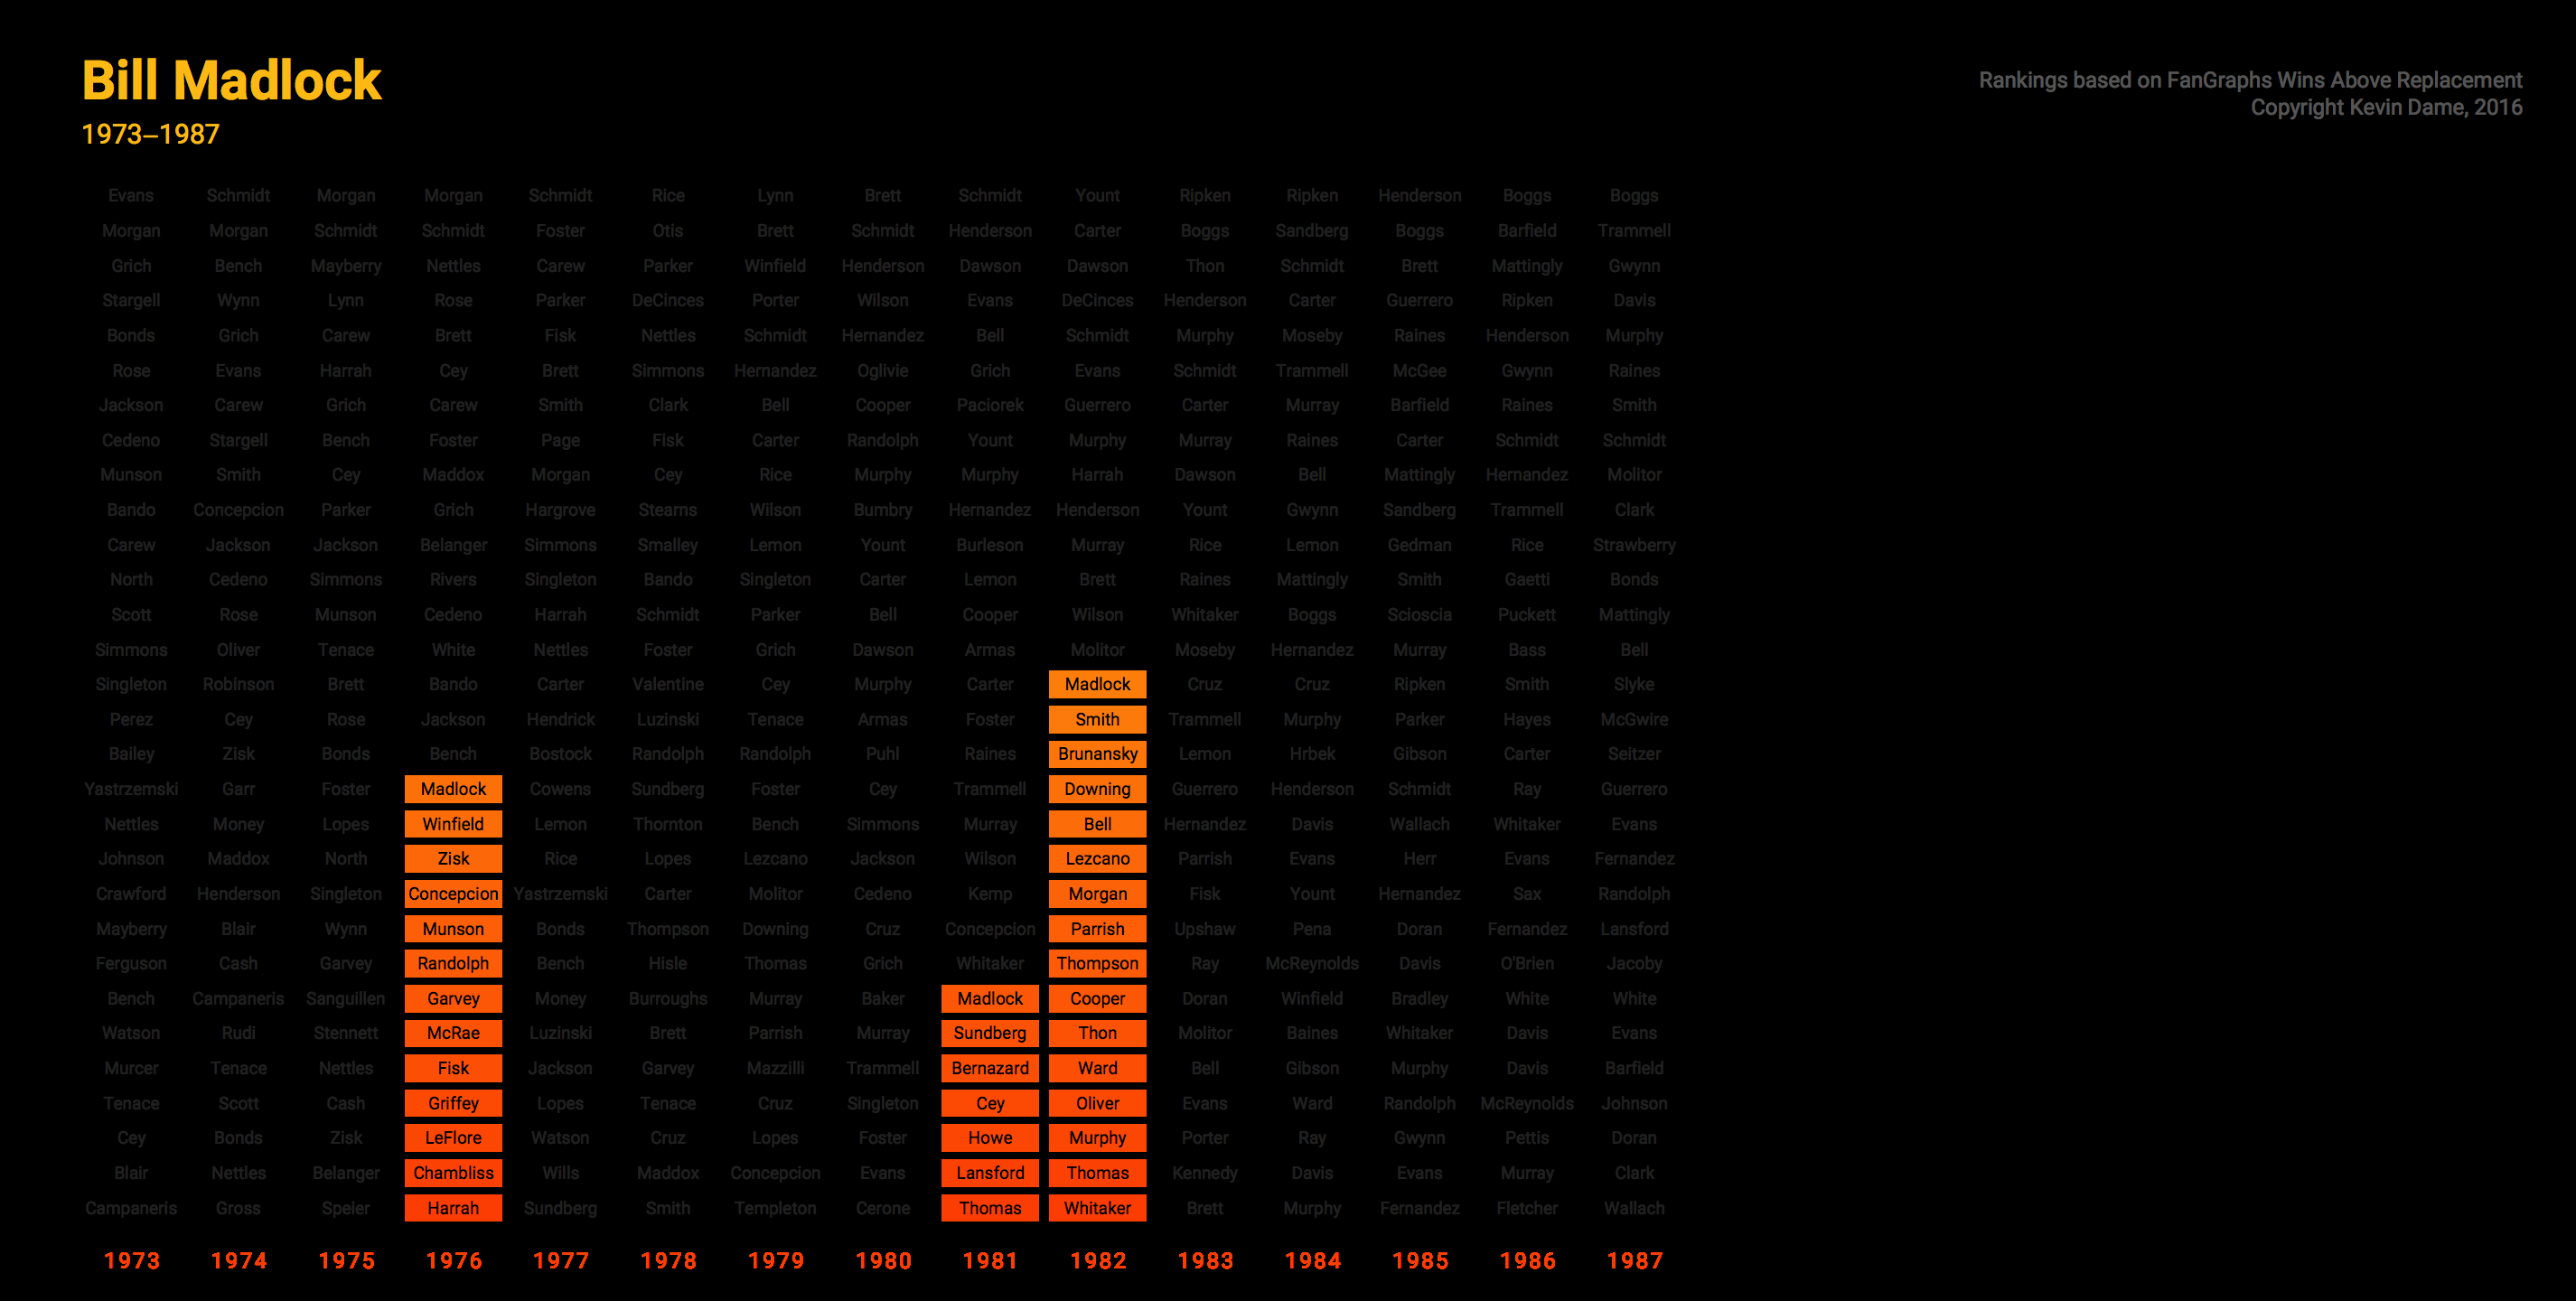 Bill Madlock
1973–1987
Rankings based on FanGraphs Wins Above Replacement
Copyright Kevin Dame, 2016
Evans Schmidt Morgan Morgan Schmidt Rice Lynn Brett Schmidt Yount Ripken Ripken Henderson Boggs Boggs
Morgan Morgan Schmidt Schmidt Foster Otis Brett Schmidt Henderson Carter Boggs Sandberg Boggs Barfield Trammell
Grich Bench Mayberry Nettles Carew Parker Winfield Henderson Dawson Dawson Thon Schmidt Brett Mattingly Gwynn
Stargell Wynn Lynn Rose Parker DeCinces Porter Wilson Evans DeCinces Henderson Carter Guerrero Ripken Davis
Bonds Grich Carew Brett Fisk Nettles Schmidt Hernandez Bell Schmidt Murphy Moseby Raines Henderson Murphy
Rose Evans Harrah Cey Brett Simmons Hernandez Oglivie Grich Evans Schmidt Trammell McGee Gwynn Raines
Jackson Carew Grich Carew Smith Clark Bell Cooper Paciorek Guerrero Carter Murray Barfield Raines Smith
Cedeno Stargell Bench Foster Page Fisk Carter Randolph Yount Murphy Murray Raines Carter Schmidt Schmidt
Munson Smith Cey Maddox Morgan Cey Rice Murphy Murphy Harrah Dawson Bell Mattingly Hernandez Molitor
Bando Concepcion Parker Grich Hargrove Stearns Wilson Bumbry Hernandez Henderson Yount Gwynn Sandberg Trammell Clark
Carew Jackson Jackson Belanger Simmons Smalley Lemon Yount Burleson Murray Rice Lemon Gedman Rice Strawberry
North Cedeno Simmons Rivers Singleton Bando Singleton Carter Lemon Brett Raines Mattingly Smith Gaetti Bonds
Scott Rose Munson Cedeno Harrah Schmidt Parker Bell Cooper Wilson Whitaker Boggs Scioscia Puckett Mattingly
Simmons Oliver Tenace White Nettles Foster Grich Dawson Armas Molitor Moseby Hernandez Murray Bass Bell
Singleton Robinson Brett Bando Carter Valentine Cey Murphy Carter Madlock Cruz Cruz Ripken Smith Slyke
Perez Cey Rose Jackson Hendrick Luzinski Tenace Armas Foster Smith Trammell Murphy Parker Hayes McGwire
Bailey Zisk Bonds Bench Bostock Randolph Randolph Puhl Raines Brunansky Lemon Hrbek Gibson Carter Seitzer
Yastrzemski Garr Foster Madlock Cowens Sundberg Foster Cey Trammell Downing Guerrero Henderson Schmidt Ray Guerrero
Nettles Money Lopes Winfield Lemon Thornton Bench Simmons Murray Bell Hernandez Davis Wallach Whitaker Evans
Johnson Maddox North Zisk Rice Lopes Lezcano Jackson Wilson Lezcano Parrish Evans Herr Evans Fernandez
Crawford Henderson Singleton Concepcion Yastrzemski Carter Molitor Cedeno Kemp Morgan Fisk Yount Hernandez Sax Randolph
Mayberry Blair Wynn Munson Bonds Thompson Downing Cruz Concepcion Parrish Upshaw Pena Doran Fernandez Lansford
Ferguson Cash Garvey Randolph Bench Hisle Thomas Grich Whitaker Thompson Ray McReynolds Davis O'Brien Jacoby
Bench Campaneris Sanguillen Garvey Money Burroughs Murray Baker Madlock Cooper Doran Winfield Bradley White White
Watson Rudi Stennett McRae Luzinski Brett Parrish Murray Sundberg Thon Molitor Baines Whitaker Davis Evans
Murcer Tenace Nettles Fisk Jackson Garvey Mazzilli Trammell Bernazard Ward Bell Gibson Murphy Davis Barfield
Tenace Scott Cash Griffey Lopes Tenace Cruz Singleton Cey Oliver Evans Ward Randolph McReynolds Johnson
Cey Bonds Zisk LeFlore Watson Cruz Lopes Foster Howe Murphy Porter Ray Gwynn Pettis Doran
Blair Nettles Belanger Chambliss Wills Maddox Concepcion Evans Lansford Thomas Kennedy Davis Evans Murray Clark
Campaneris Gross Speier Harrah Sundberg Smith Templeton Cerone Thomas Whitaker Brett Murphy Fernandez Fletcher Wallach
1973 1974 1975 1976 1977 1978 1979 1980 1981 1982 1983 1984 1985 1986 1987